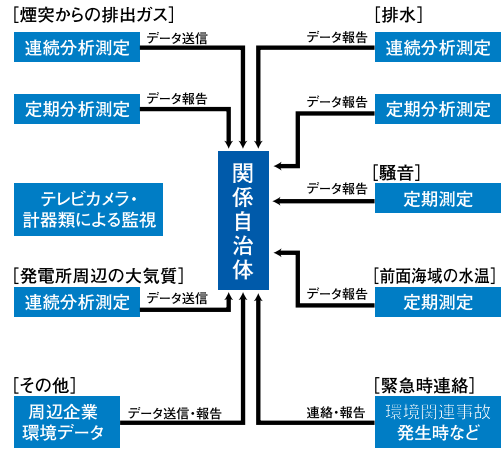 [煙突からの排出ガス]
連続分析測定
データ送信
定期分析測定
データ報告
テレビカメラ・
計器類による監視
[発電所周辺の大気質]
連続分析測定
データ送信
[その他]
周辺企業
環境データ
データ送信・報告
関係自治体
[排水]
データ報告
連続分析測定
データ報告
定期分析測定
[騒音]
データ報告
定期測定
[前面海域の水温]
データ報告
定期測定
[緊急時連絡]
連絡・報告
環境関連事故
発生時など